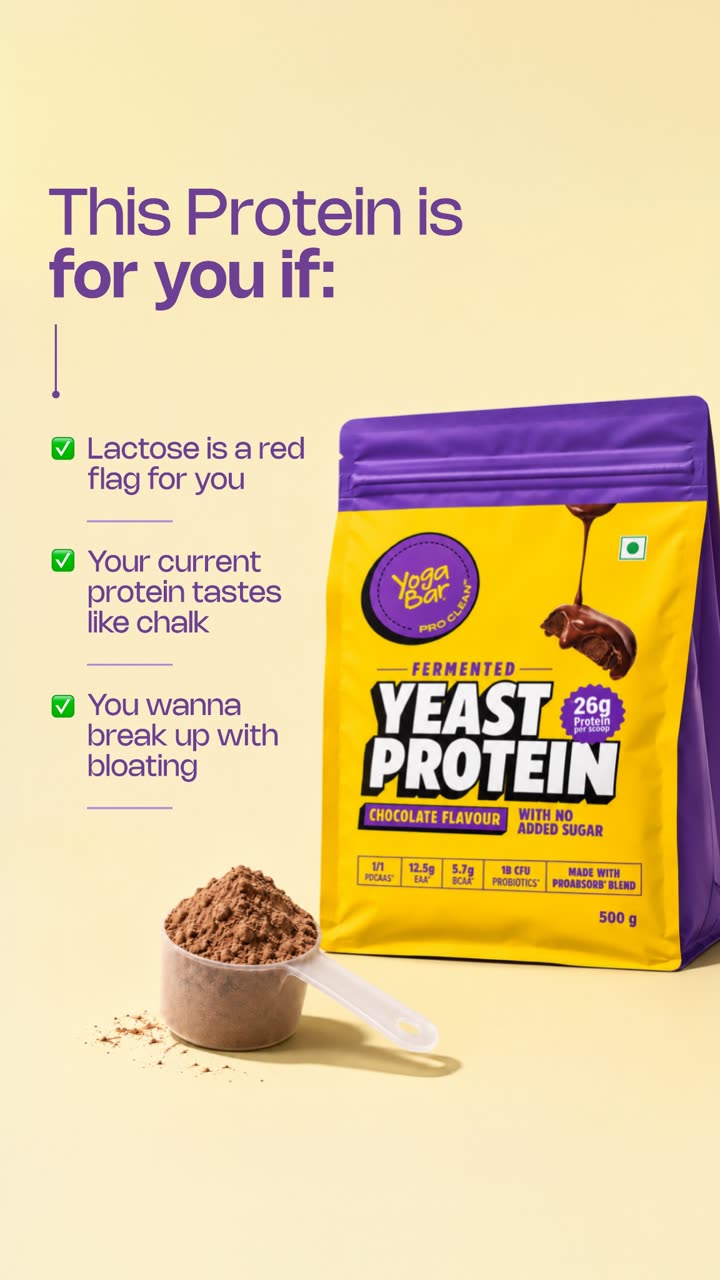 This Protein is
for you if:
✅ Lactose is a red
flag for you
✅ Your current
protein tastes
like chalk
✅ You wanna
break up with
bloating
Yoga
Bar
PRO CLEAN™
FERMENTED
YEAST
PROTEIN
26g
Protein
per scoop
CHOCOLATE FLAVOUR
WITH NO
ADDED SUGAR
1/1
PDCAAS*
12.5g
EAA*
5.7g
BCAA*
1B CFU
PROBIOTICS*
MADE WITH
PROABSORB® BLEND
500 g